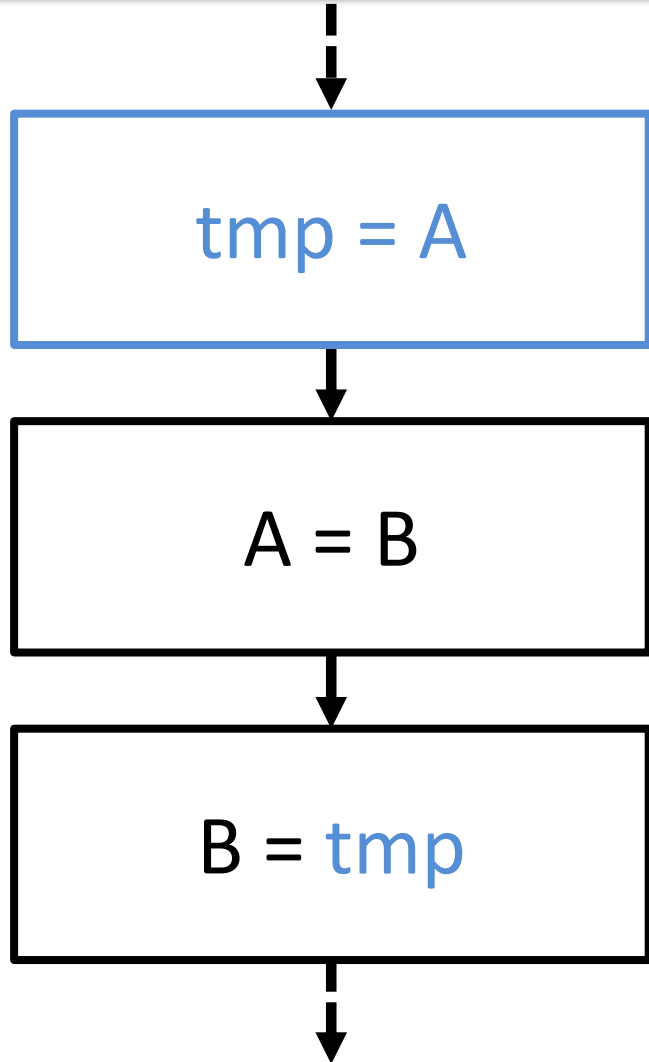 tmp = A
A = B
B = tmp